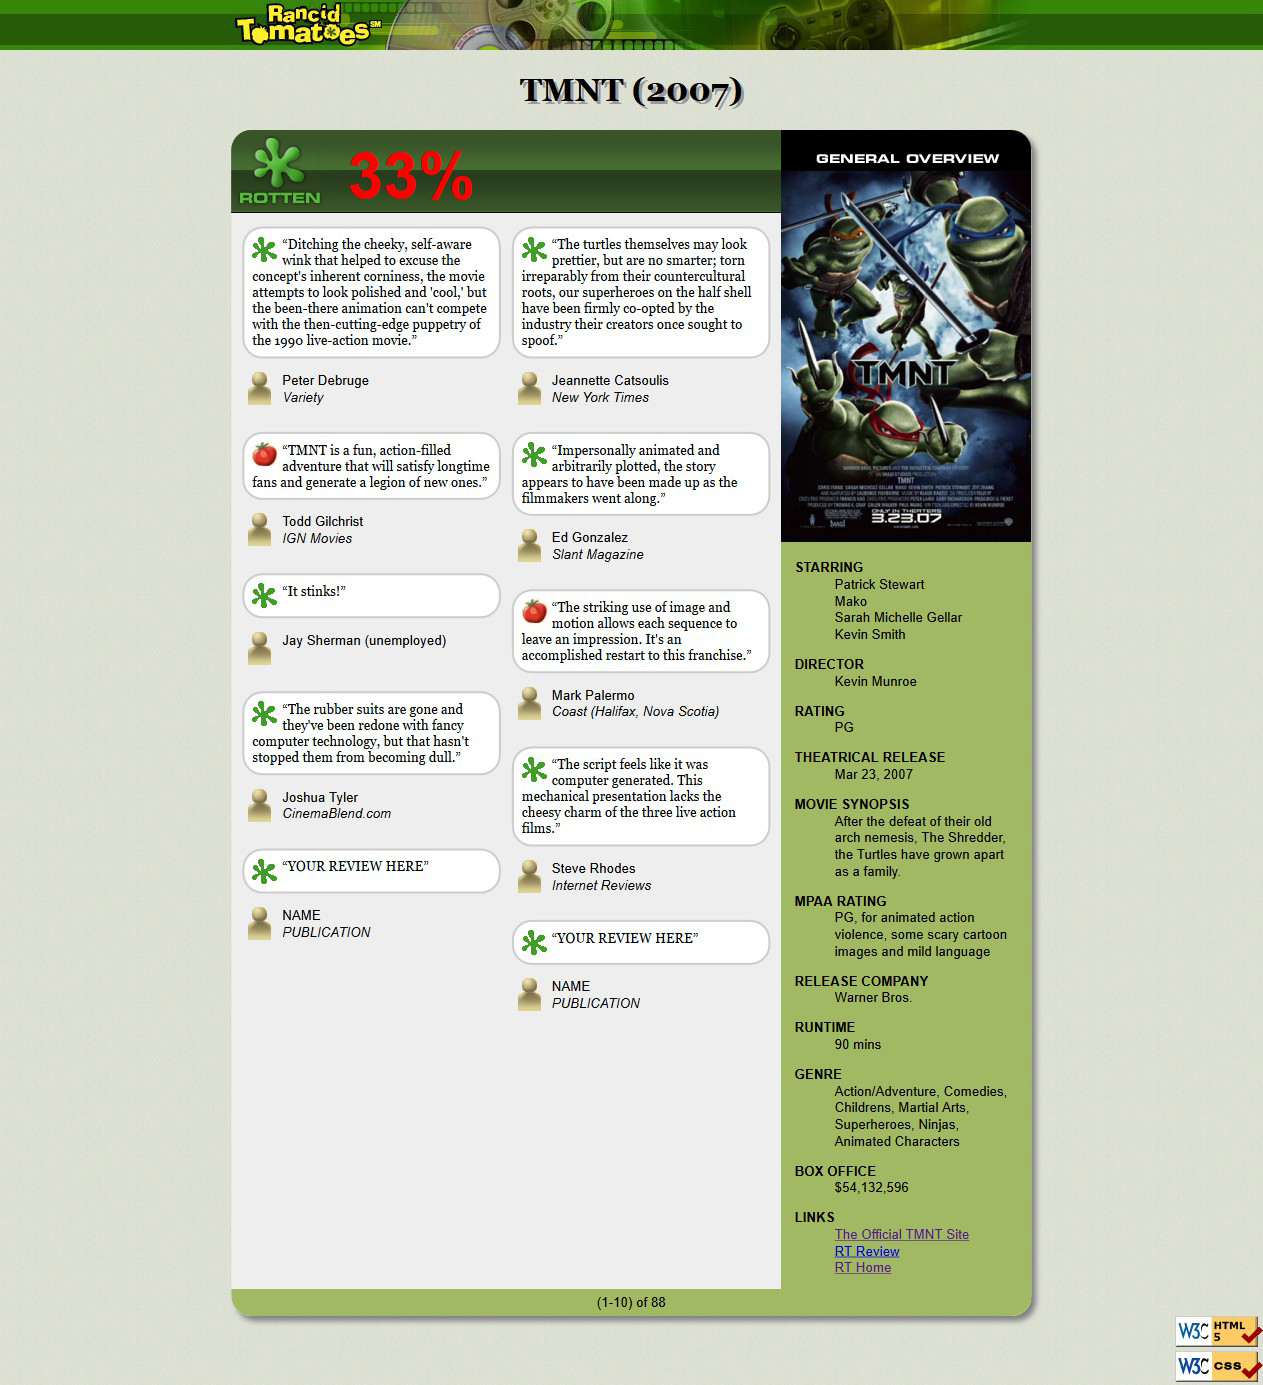 Rancid
Tomatoes SM
TMNT (2007)
ROTTEN
33%
“Ditching the cheeky, self-aware
wink that helped to excuse the
concept's inherent corniness, the movie
attempts to look polished and 'cool,' but
the been-there animation can't compete
with the then-cutting-edge puppetry of
the 1990 live-action movie.”
Peter Debruge
Variety
“TMNT is a fun, action-filled
adventure that will satisfy longtime
fans and generate a legion of new ones.”
Todd Gilchrist
IGN Movies
“It stinks!”
Jay Sherman (unemployed)
“The rubber suits are gone and
they've been redone with fancy
computer technology, but that hasn't
stopped them from becoming dull.”
Joshua Tyler
CinemaBlend.com
“YOUR REVIEW HERE”
NAME
PUBLICATION
“The turtles themselves may look
prettier, but are no smarter; torn
irreparably from their countercultural
roots, our superheroes on the half shell
have been firmly co-opted by the
industry their creators once sought to
spoof.”
Jeannette Catsoulis
New York Times
“Impersonally animated and
arbitrarily plotted, the story
appears to have been made up as the
filmmakers went along.”
Ed Gonzalez
Slant Magazine
“The striking use of image and
motion allows each sequence to
leave an impression. It's an
accomplished restart to this franchise.”
Mark Palermo
Coast (Halifax, Nova Scotia)
“The script feels like it was
computer generated. This
mechanical presentation lacks the
cheesy charm of the three live action
films.”
Steve Rhodes
Internet Reviews
“YOUR REVIEW HERE”
NAME
PUBLICATION
GENERAL OVERVIEW
TMNT
TMNT
ONLY IN THEATERS
3.23.07
STARRING
Patrick Stewart
Mako
Sarah Michelle Gellar
Kevin Smith
DIRECTOR
Kevin Munroe
RATING
PG
THEATRICAL RELEASE
Mar 23, 2007
MOVIE SYNOPSIS
After the defeat of their old
arch nemesis, The Shredder,
the Turtles have grown apart
as a family.
MPAA RATING
PG, for animated action
violence, some scary cartoon
images and mild language
RELEASE COMPANY
Warner Bros.
RUNTIME
90 mins
GENRE
Action/Adventure, Comedies,
Childrens, Martial Arts,
Superheroes, Ninjas,
Animated Characters
BOX OFFICE
$54,132,596
LINKS
The Official TMNT Site
RT Review
RT Home
(1-10) of 88
W3C HTML
5
W3C CSS